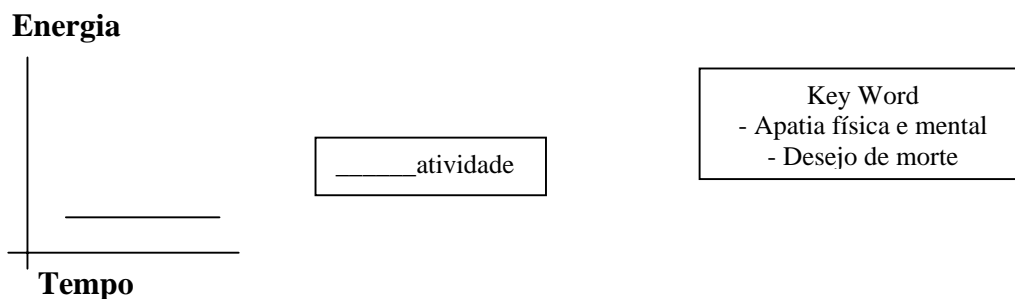 Energia
Key Word
- Apatia física e mental
- Desejo de morte
______atividade
Tempo